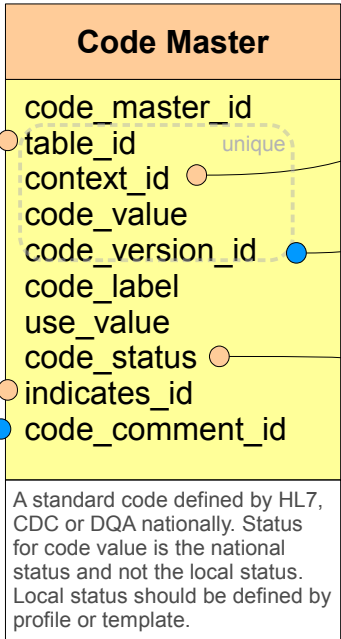 Code Master
code_master_id
table_id
unique
context_id
code_value
code_version_id
code_label
use_value
code_status
indicates_id
code_comment_id
A standard code defined by HL7,
CDC or DQA nationally. Status
for code value is the national
status and not the local status.
Local status should be defined by
profile or template.